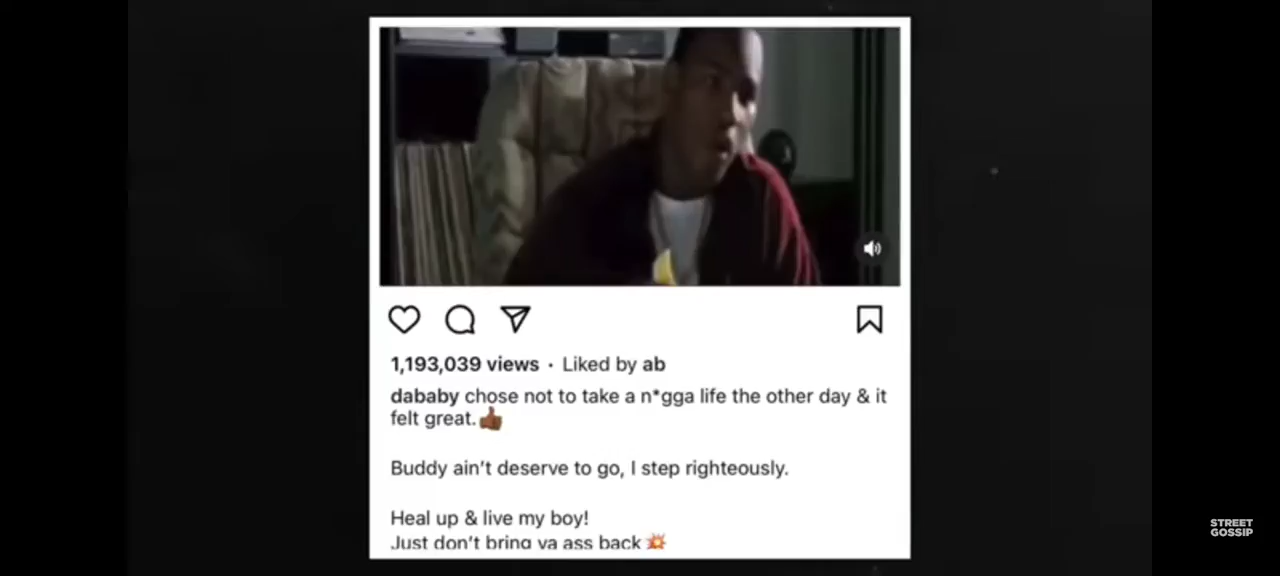 1,193,039 views · Liked by ab
dababy chose not to take a n*gga life the other day & it
felt great.👍🏾
Buddy ain't deserve to go, I step righteously.
Heal up & live my boy!
Just don't bring ya ass back💥
STREET
GOSSIP